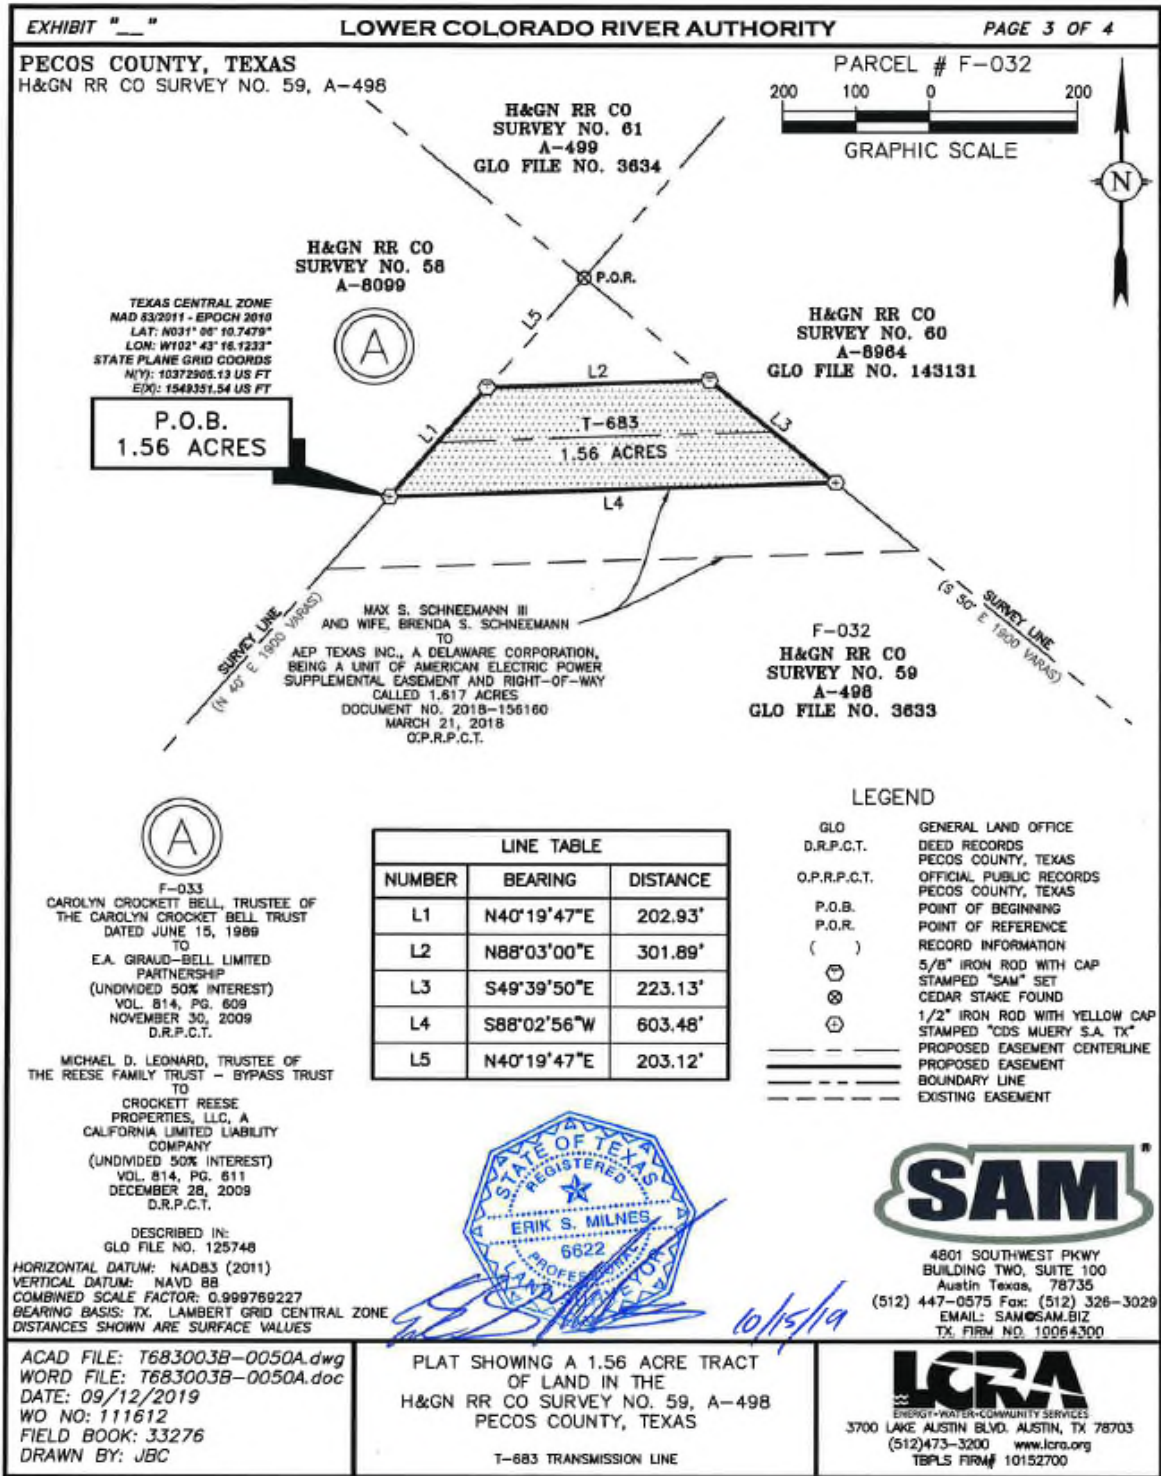 EXHIBIT "__"
LOWER COLORADO RIVER AUTHORITY
PAGE 3 OF 4
PECOS COUNTY, TEXAS
H&GN RR CO SURVEY NO. 59, A-498
PARCEL # F-032
200 100 0 200
GRAPHIC SCALE
N
H&GN RR CO
SURVEY NO. 61
A-499
GLO FILE NO. 3634
H&GN RR CO
SURVEY NO. 58
A-8099
A
P.O.R.
L5
TEXAS CENTRAL ZONE
NAD 83/2011 - EPOCH 2010
LAT: N031° 06' 10.7479"
LON: W102° 43' 16.1233"
STATE PLANE GRID COORDS
N(Y): 10372905.13 US FT
E(X): 1549351.54 US FT
H&GN RR CO
SURVEY NO. 60
A-8964
GLO FILE NO. 143131
P.O.B.
1.56 ACRES
L1
L2
L3
T-683
1.56 ACRES
L4
SURVEY LINE
(N 40° E 1900 VARAS)
MAX S. SCHNEEMANN III
AND WIFE, BRENDA S. SCHNEEMANN
TO
AEP TEXAS INC., A DELAWARE CORPORATION,
BEING A UNIT OF AMERICAN ELECTRIC POWER
SUPPLEMENTAL EASEMENT AND RIGHT-OF-WAY
CALLED 1.617 ACRES
DOCUMENT NO. 2018-156160
MARCH 21, 2018
O.P.R.P.C.T.
SURVEY LINE
(S 50° E 1900 VARAS)
F-032
H&GN RR CO
SURVEY NO. 59
A-498
GLO FILE NO. 3633
A
F-033
CAROLYN CROCKETT BELL, TRUSTEE OF
THE CAROLYN CROCKET BELL TRUST
DATED JUNE 15, 1989
TO
E.A. GIRAUD-BELL LIMITED
PARTNERSHIP
(UNDIVIDED 50% INTEREST)
VOL. 814, PG. 609
NOVEMBER 30, 2009
D.R.P.C.T.
MICHAEL D. LEONARD, TRUSTEE OF
THE REESE FAMILY TRUST - BYPASS TRUST
TO
CROCKETT REESE
PROPERTIES, LLC, A
CALIFORNIA LIMITED LIABILITY
COMPANY
(UNDIVIDED 50% INTEREST)
VOL. 814, PG. 611
DECEMBER 28, 2009
D.R.P.C.T.
DESCRIBED IN:
GLO FILE NO. 125748
LINE TABLE
NUMBER BEARING DISTANCE
L1 N40°19'47"E 202.93'
L2 N88°03'00"E 301.89'
L3 S49°39'50"E 223.13'
L4 S88°02'56"W 603.48'
L5 N40°19'47"E 203.12'
LEGEND
GLO GENERAL LAND OFFICE
D.R.P.C.T. DEED RECORDS
PECOS COUNTY, TEXAS
O.P.R.P.C.T. OFFICIAL PUBLIC RECORDS
PECOS COUNTY, TEXAS
P.O.B. POINT OF BEGINNING
P.O.R. POINT OF REFERENCE
( ) RECORD INFORMATION
5/8" IRON ROD WITH CAP
STAMPED "SAM" SET
CEDAR STAKE FOUND
1/2" IRON ROD WITH YELLOW CAP
STAMPED "CDS MUERY S.A. TX"
PROPOSED EASEMENT CENTERLINE
PROPOSED EASEMENT
BOUNDARY LINE
EXISTING EASEMENT
STATE OF TEXAS
REGISTERED
ERIK S. MILNES
6622
PROFESSIONAL
LAND SURVEYOR
10/15/19
SAM®
4801 SOUTHWEST PKWY
BUILDING TWO, SUITE 100
Austin Texas, 78735
(512) 447-0575 Fax: (512) 326-3029
EMAIL: SAM@SAM.BIZ
TX. FIRM NO. 10064300
HORIZONTAL DATUM: NAD83 (2011)
VERTICAL DATUM: NAVD 88
COMBINED SCALE FACTOR: 0.999769227
BEARING BASIS: TX. LAMBERT GRID CENTRAL ZONE
DISTANCES SHOWN ARE SURFACE VALUES
ACAD FILE: T683003B-0050A.dwg
WORD FILE: T683003B-0050A.doc
DATE: 09/12/2019
WO NO: 111612
FIELD BOOK: 33276
DRAWN BY: JBC
PLAT SHOWING A 1.56 ACRE TRACT
OF LAND IN THE
H&GN RR CO SURVEY NO. 59, A-498
PECOS COUNTY, TEXAS
T-683 TRANSMISSION LINE
LCRA
ENERGY•WATER•COMMUNITY SERVICES
3700 LAKE AUSTIN BLVD. AUSTIN, TX 78703
(512)473-3200 www.lcra.org
TBPLS FIRM# 10152700